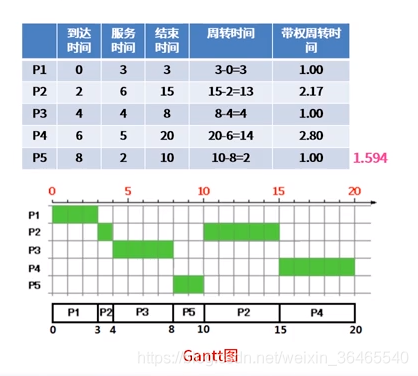 到达时间 服务时间 结束时间 周转时间 带权周转时间
P1 0 3 3 3-0=3 1.00
P2 2 6 15 15-2=13 2.17
P3 4 4 8 8-4=4 1.00
P4 6 5 20 20-6=14 2.80
P5 8 2 10 10-8=2 1.00 1.594
0 5 10 15 20
P1
P2
P3
P4
P5
P1 P2 P3 P5 P2 P4
0 3 4 8 10 15 20
Gantt图